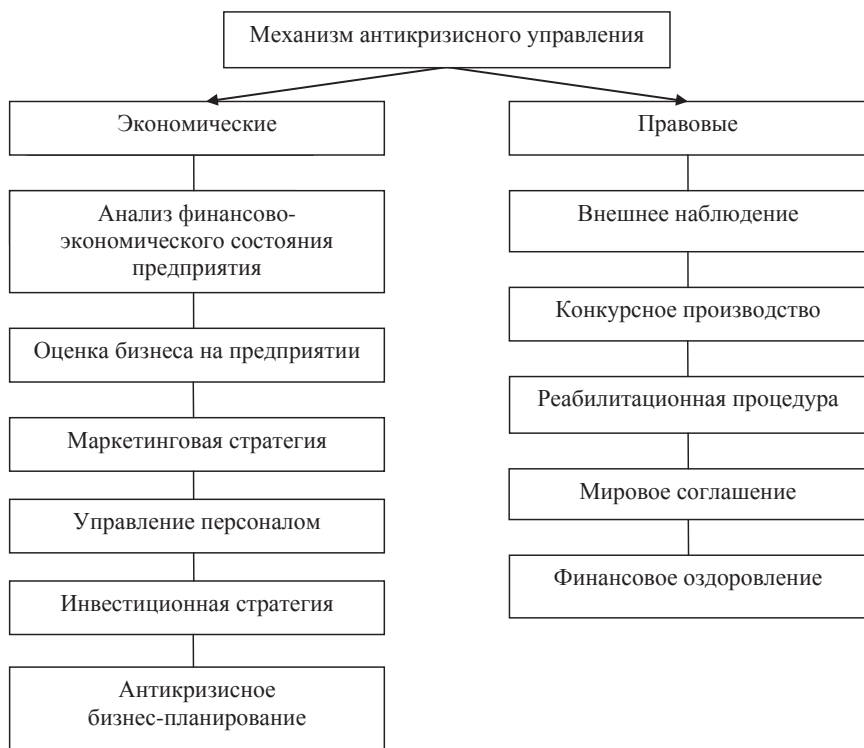 Механизм антикризисного управления
Экономические
Анализ финансово-
экономического состояния
предприятия
Оценка бизнеса на предприятии
Маркетинговая стратегия
Управление персоналом
Инвестиционная стратегия
Антикризисное
бизнес-планирование
Правовые
Внешнее наблюдение
Конкурсное производство
Реабилитационная процедура
Мировое соглашение
Финансовое оздоровление